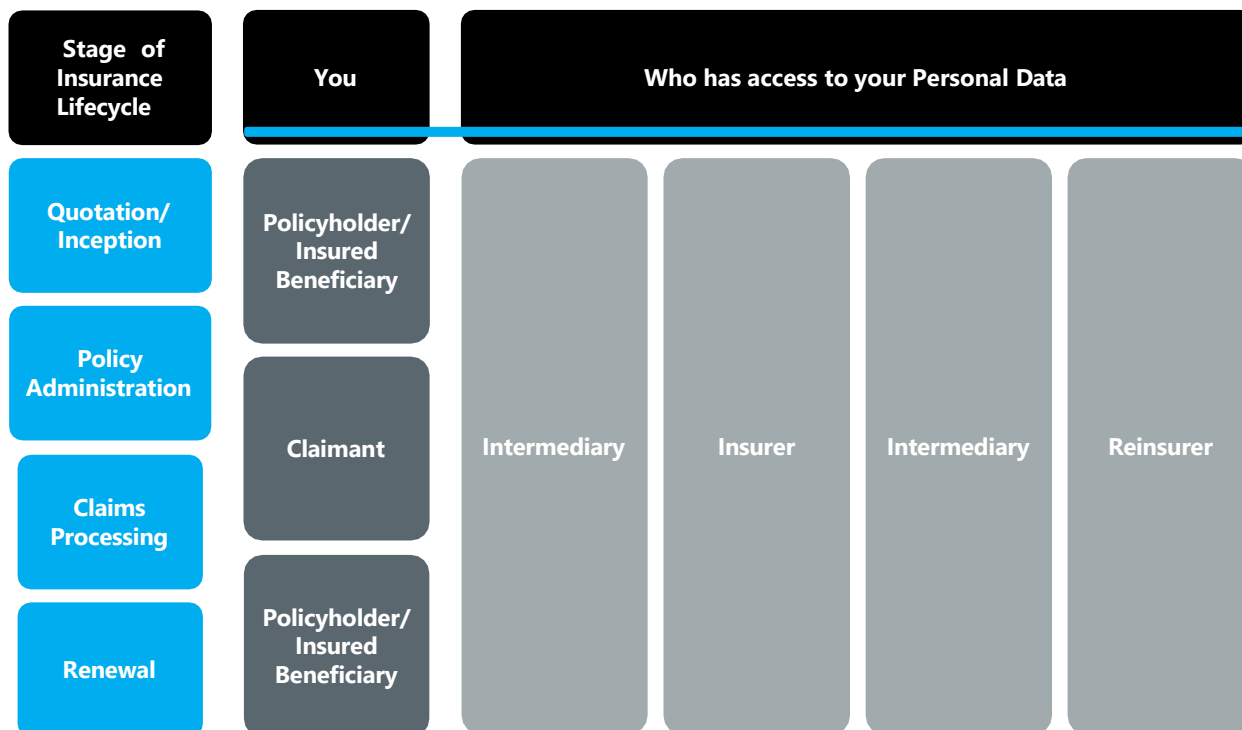 Stage of
Insurance
Lifecycle
You
Who has access to your Personal Data
Quotation/
Inception
Policy
Administration
Claims
Processing
Renewal
Policyholder/
Insured
Beneficiary
Claimant
Policyholder/
Insured
Beneficiary
Intermediary
Insurer
Intermediary
Reinsurer